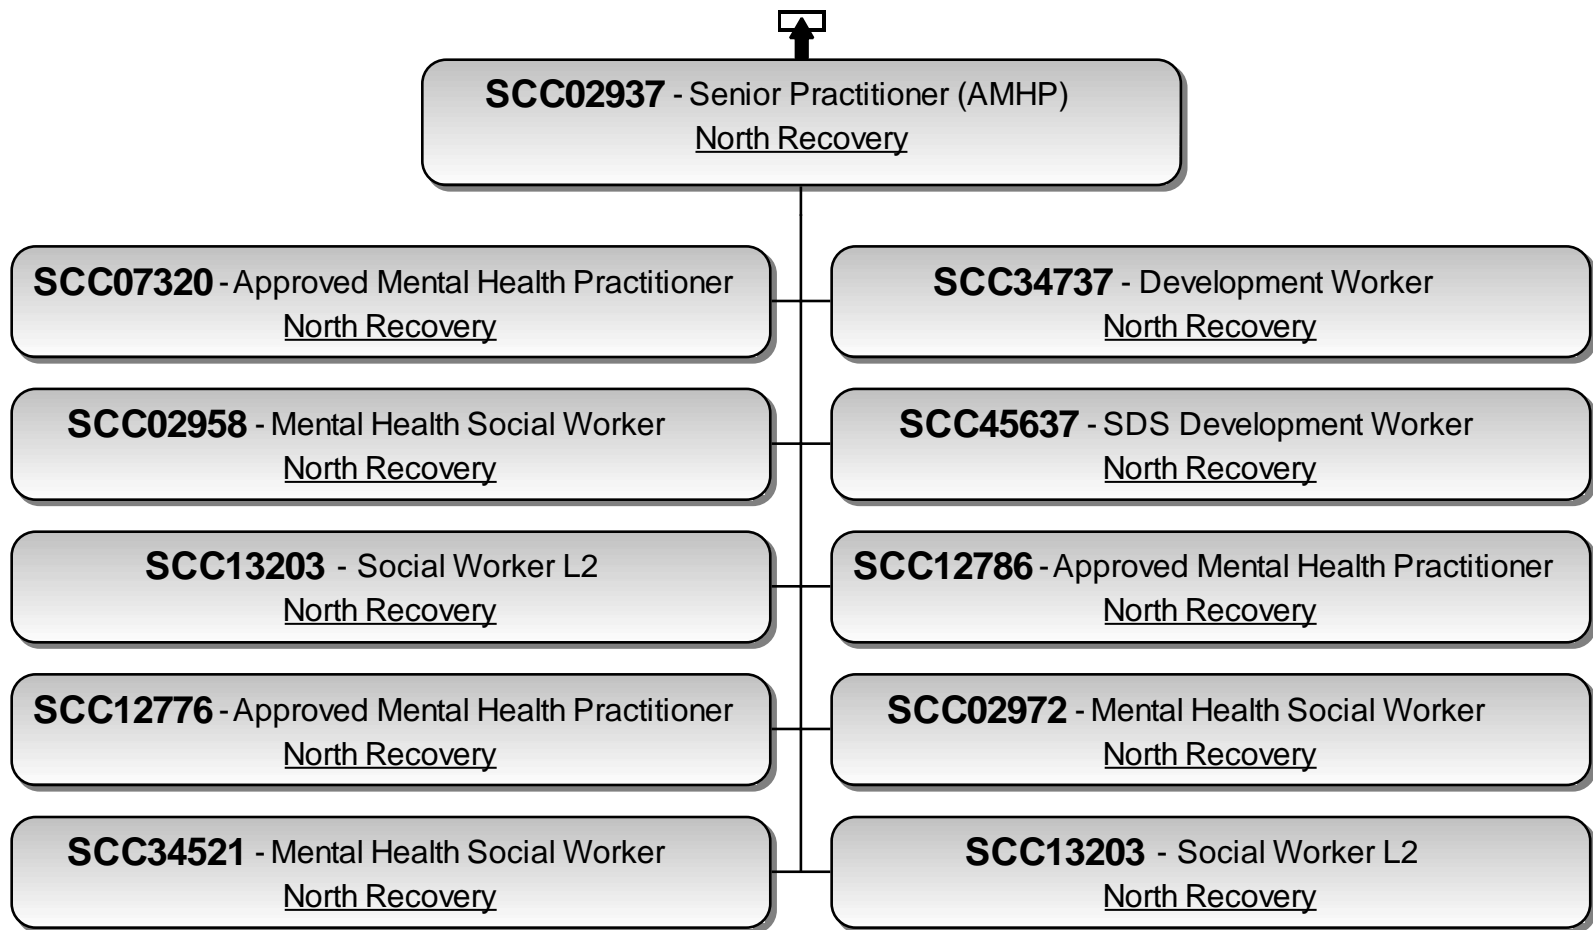 SCC02937 - Senior Practitioner (AMHP)
North Recovery
SCC07320 - Approved Mental Health Practitioner
North Recovery
SCC34737 - Development Worker
North Recovery
SCC02958 - Mental Health Social Worker
North Recovery
SCC45637 - SDS Development Worker
North Recovery
SCC13203 - Social Worker L2
North Recovery
SCC12786 - Approved Mental Health Practitioner
North Recovery
SCC12776 - Approved Mental Health Practitioner
North Recovery
SCC02972 - Mental Health Social Worker
North Recovery
SCC34521 - Mental Health Social Worker
North Recovery
SCC13203 - Social Worker L2
North Recovery